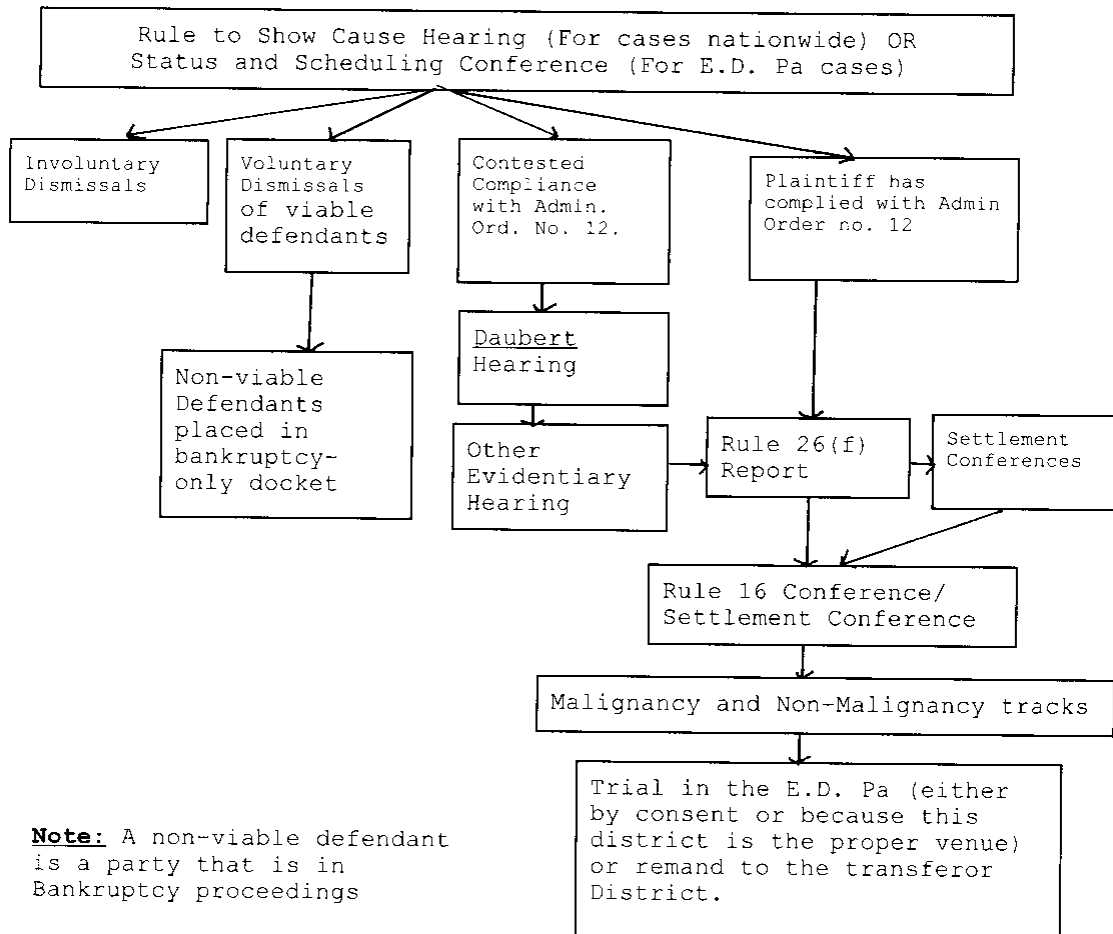 Rule to Show Cause Hearing (For cases nationwide) OR
Status and Scheduling Conference (For E.D. Pa cases)
Involuntary
Dismissals
Voluntary
Dismissals
of viable
defendants
Contested
Compliance
with Admin.
Ord. No. 12.
Plaintiff has
complied with Admin
Order no. 12
Daubert
Hearing
Non-viable
Defendants
placed in
bankruptcy-
only docket
Other
Evidentiary
Hearing
Rule 26(f)
Report
Settlement
Conferences
Rule 16 Conference/
Settlement Conference
Malignancy and Non-Malignancy tracks
Trial in the E.D. Pa (either
by consent or because this
district is the proper venue)
or remand to the transferor
District.
Note: A non-viable defendant
is a party that is in
Bankruptcy proceedings